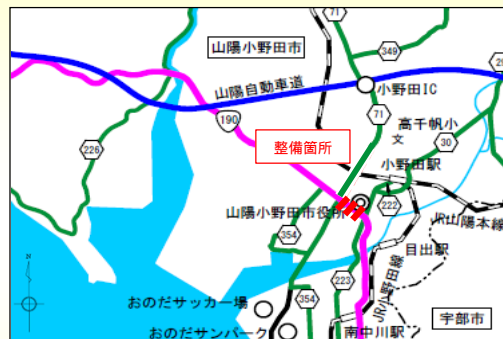 71
349
山陽小野田市
29
山陽自動車道
小野田IC
190
71
高千帆小
文
30
整備箇所
226
小野田駅
222
山陽小野田市役所
JR山陽本線
354
目出駅
223
JR小野田線
354
おのだサッカー場
宇部市
おのだサンパーク
南中川駅